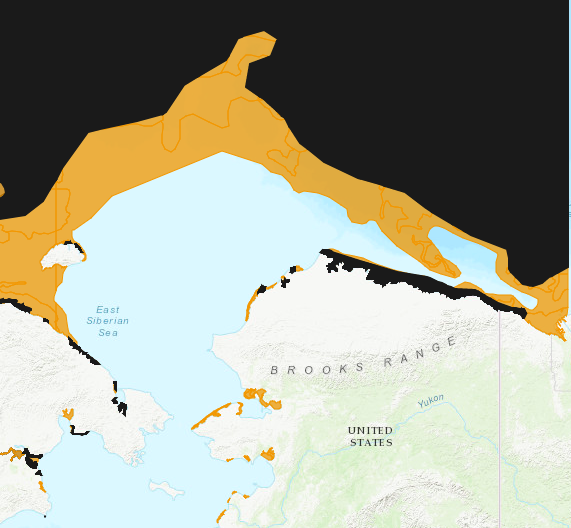 East
Siberian
Sea
BROOKS RANGE
Yukon
UNITED
STATES